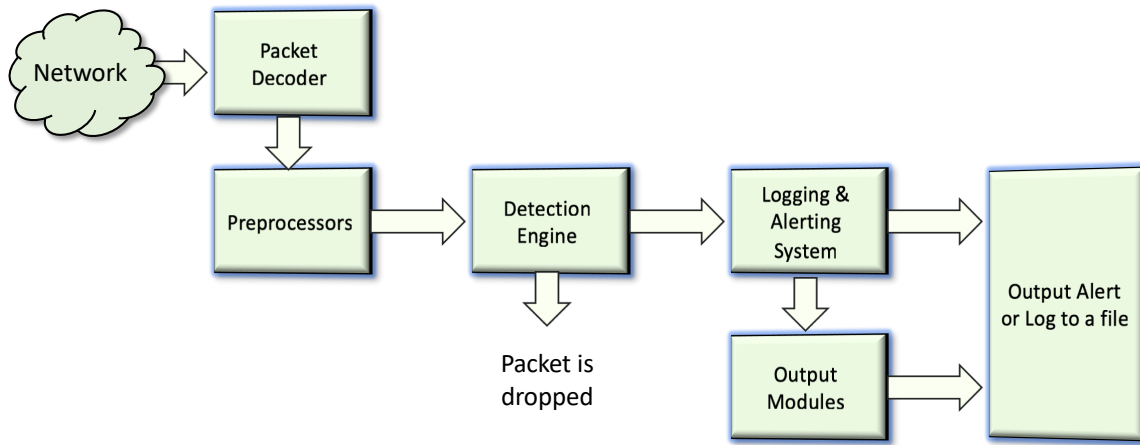 Network
Packet
Decoder
Preprocessors
Detection
Engine
Packet is
dropped
Logging &
Alerting
System
Output
Modules
Output Alert
or Log to a file